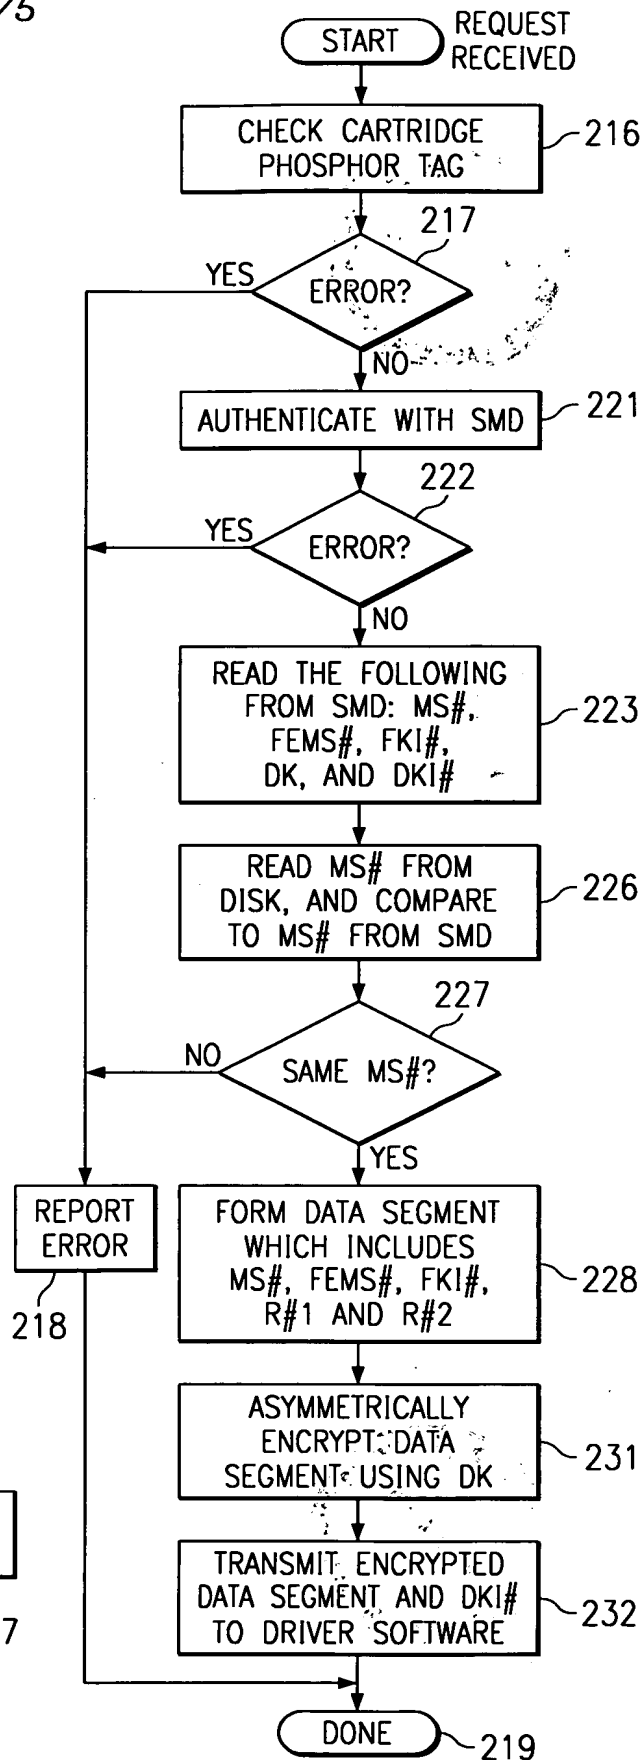 /5
START
REQUEST
RECEIVED
CHECK CARTRIDGE
PHOSPHOR TAG
216
217
YES
ERROR?
NO
AUTHENTICATE WITH SMD
221
222
YES
ERROR?
NO
READ THE FOLLOWING
FROM SMD: MS#,
FEMS#, FKI#,
DK, AND DKI#
223
READ MS# FROM
DISK, AND COMPARE
TO MS# FROM SMD
226
227
NO
SAME MS#?
YES
REPORT
ERROR
218
FORM DATA SEGMENT
WHICH INCLUDES
MS#, FEMS#, FKI#,
R#1 AND R#2
228
ASYMMETRICALLY
ENCRYPT DATA
SEGMENT USING DK
231
TRANSMIT ENCRYPTED
DATA SEGMENT AND DKI#
TO DRIVER SOFTWARE
232
7
DONE
219